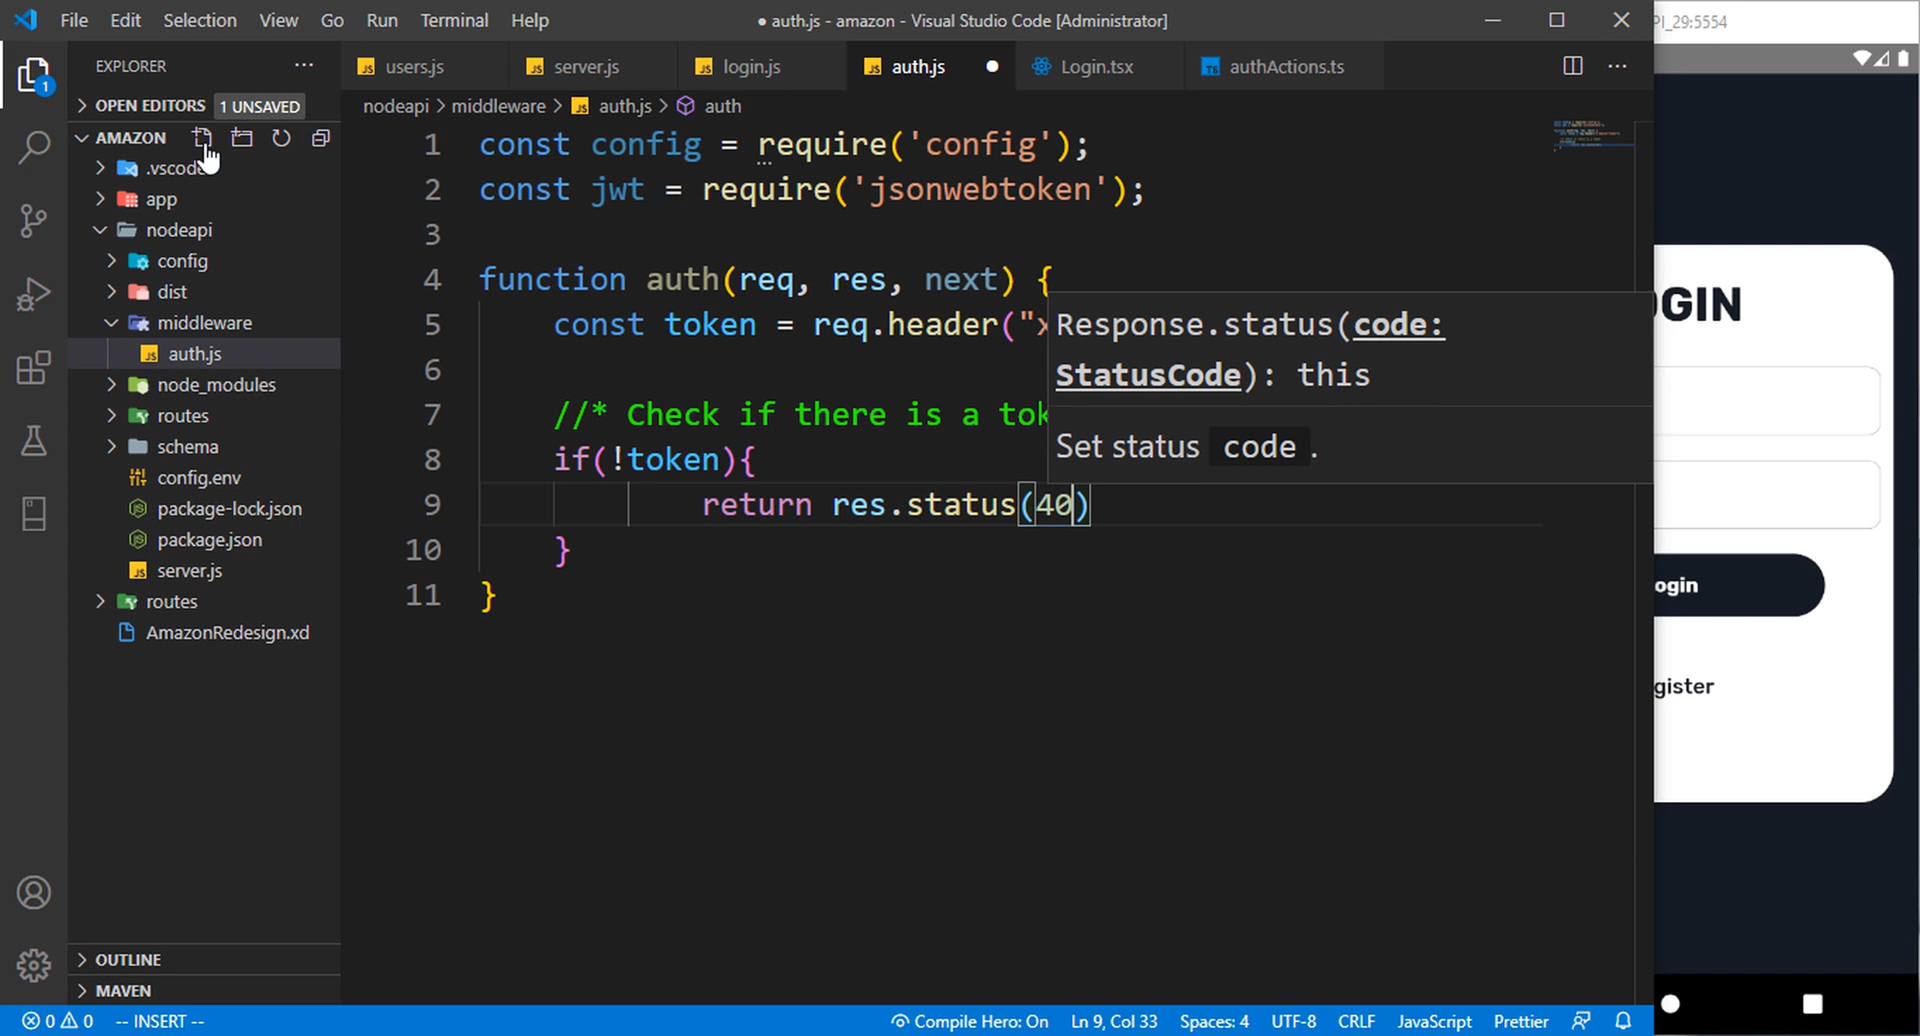 File Edit Selection View Go Run Terminal Help
● auth.js - amazon - Visual Studio Code [Administrator]
PI_29:5554
EXPLORER
users.js server.js login.js auth.js Login.tsx authActions.ts
1
OPEN EDITORS 1 UNSAVED
nodeapi > middleware > auth.js > auth
AMAZON
.vscode
app
nodeapi
config
dist
middleware
auth.js
node_modules
routes
schema
config.env
package-lock.json
package.json
server.js
routes
AmazonRedesign.xd
OUTLINE
MAVEN
1 const config = require('config');
2 const jwt = require('jsonwebtoken');
3
4 function auth(req, res, next) {
5 const token = req.header("x
6
7 //* Check if there is a tok
8 if(!token){
9 return res.status(40)
10 }
11 }
Response.status(code:
StatusCode): this
Set status code.
GIN
ogin
gister
0 0 -- INSERT --
Compile Hero: On Ln 9, Col 33 Spaces: 4 UTF-8 CRLF JavaScript Prettier